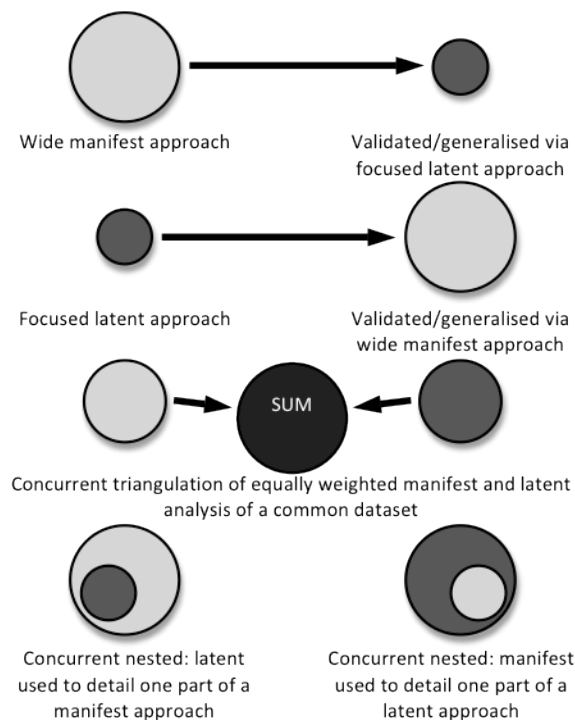 Wide manifest approach
Validated/generalised via
focused latent approach
Focused latent approach
Validated/generalised via
wide manifest approach
SUM
Concurrent triangulation of equally weighted manifest and latent
analysis of a common dataset
Concurrent nested: latent
used to detail one part of a
manifest approach
Concurrent nested: manifest
used to detail one part of a
latent approach